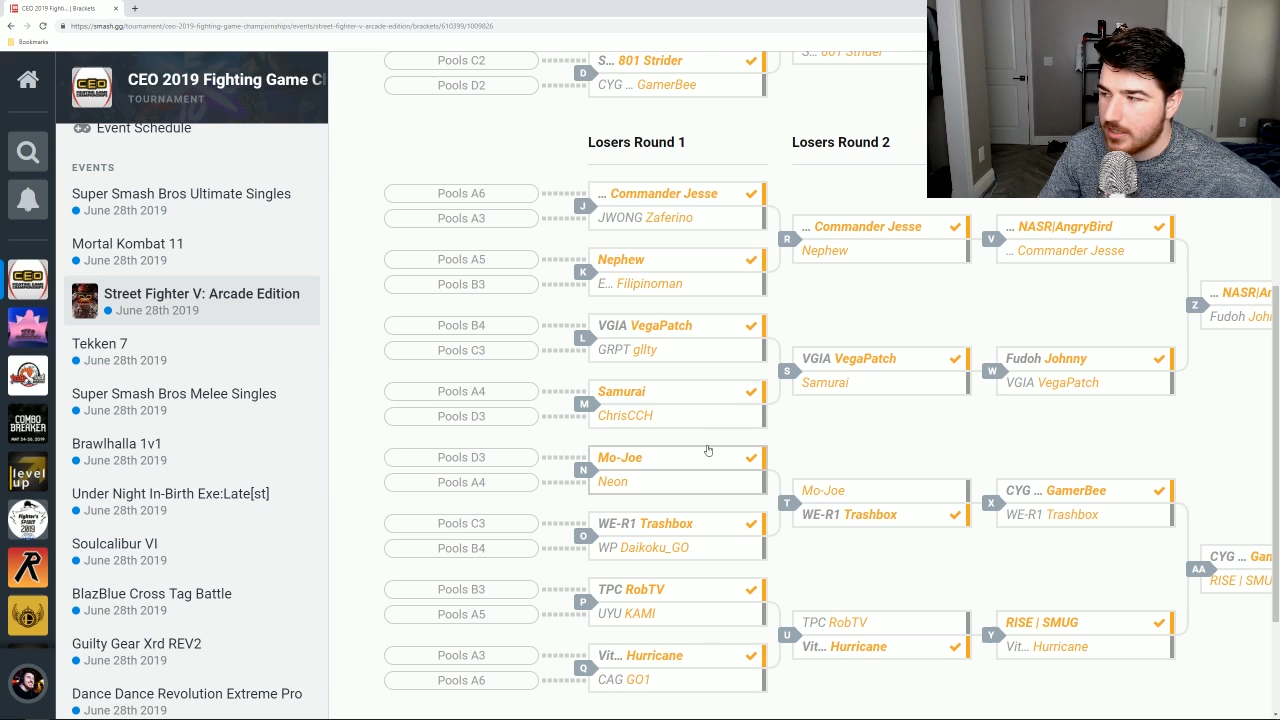 CEO 2019 Fighti... | Brackets
https://smash.gg/tournament/ceo-2019-fighting-game-championships/events/street-fighter-v-arcade-edition/brackets/610399/1009826
Bookmarks
CEO 2019 Fighting Game C
TOURNAMENT
Event Schedule
EVENTS
Super Smash Bros Ultimate Singles
June 28th 2019
Mortal Kombat 11
June 28th 2019
Street Fighter V: Arcade Edition
June 28th 2019
Tekken 7
June 28th 2019
Super Smash Bros Melee Singles
June 28th 2019
Brawlhalla 1v1
June 28th 2019
Under Night In-Birth Exe:Late[st]
June 28th 2019
Soulcalibur VI
June 28th 2019
BlazBlue Cross Tag Battle
June 28th 2019
Guilty Gear Xrd REV2
June 28th 2019
Dance Dance Revolution Extreme Pro
June 28th 2019
CEO
COMBO BREAKER
level up
Pools C2
Pools D2
D
S... 801 Strider
CYG ... GamerBee
S... 801 Strider
Losers Round 1
Losers Round 2
Pools A6
Pools A3
J
... Commander Jesse
JWONG Zaferino
Pools A5
Pools B3
K
Nephew
E... Filipinoman
Pools B4
Pools C3
L
VGIA VegaPatch
GRPT gllty
Pools A4
Pools D3
M
Samurai
ChrisCCH
Pools D3
Pools A4
N
Mo-Joe
Neon
Pools C3
Pools B4
O
WE-R1 Trashbox
WP Daikoku_GO
Pools B3
Pools A5
P
TPC RobTV
UYU KAMI
Pools A3
Pools A6
Q
Vit... Hurricane
CAG GO1
R
... Commander Jesse
Nephew
S
VGIA VegaPatch
Samurai
T
Mo-Joe
WE-R1 Trashbox
U
TPC RobTV
Vit... Hurricane
V
... NASR|AngryBird
... Commander Jesse
W
Fudoh Johnny
VGIA VegaPatch
X
CYG ... GamerBee
WE-R1 Trashbox
Y
RISE | SMUG
Vit... Hurricane
Z
... NASR|Ar
Fudoh Joh
AA
CYG ... Gan
RISE | SMU